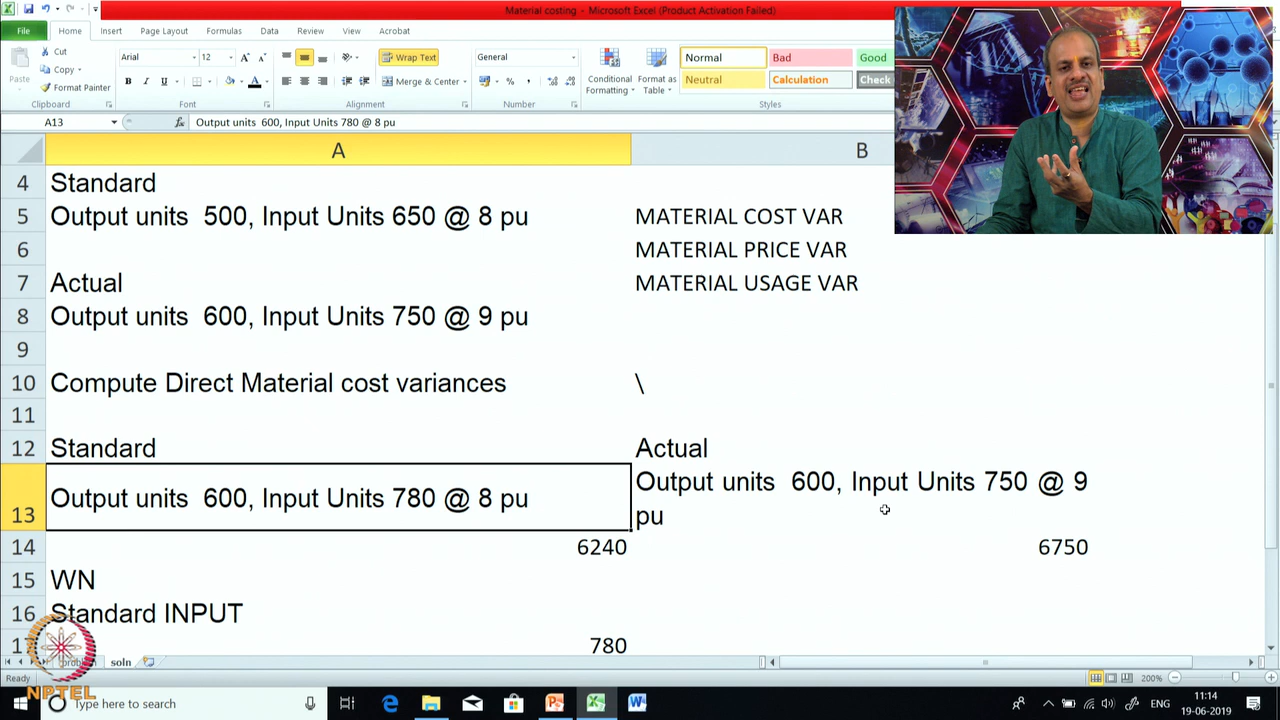 Material costing - Microsoft Excel (Product Activation Failed)
File Home Insert Page Layout Formulas Data Review View Acrobat
Paste Cut Copy Format Painter Clipboard
Arial 12 Font
Wrap Text Merge & Center Alignment
General Number
Conditional Formatting Format as Table
Normal Bad Good
Neutral Calculation Check
Styles
A13 fx Output units 600, Input Units 780 @ 8 pu
A B
4 Standard
5 Output units 500, Input Units 650 @ 8 pu MATERIAL COST VAR
6 MATERIAL PRICE VAR
7 Actual MATERIAL USAGE VAR
8 Output units 600, Input Units 750 @ 9 pu
9
10 Compute Direct Material cost variances \
11
12 Standard Actual
13 Output units 600, Input Units 780 @ 8 pu Output units 600, Input Units 750 @ 9 pu
14 6240 6750
15 WN
16 Standard INPUT
17 780
soln
Ready 200%
NPTEL
Type here to search
ENG 11:14
19-06-2019